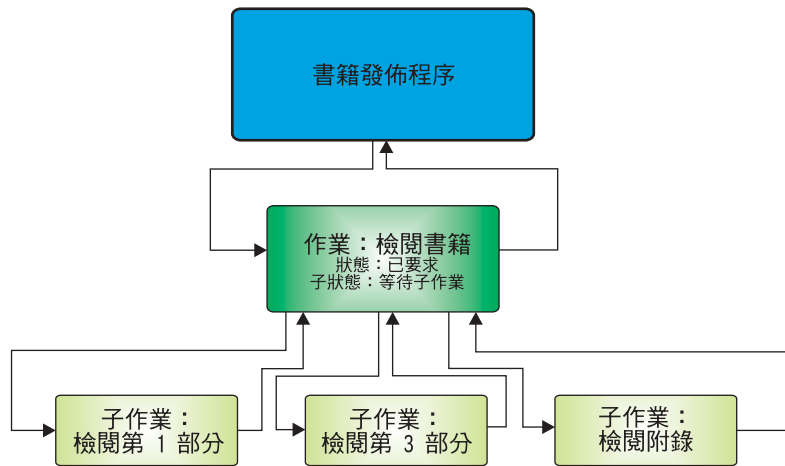 書籍發佈程序
作業：檢閱書籍
狀態：已要求
子狀態：等待子作業
子作業：
檢閱第 1 部分
子作業：
檢閱第 3 部分
子作業：
檢閱附錄